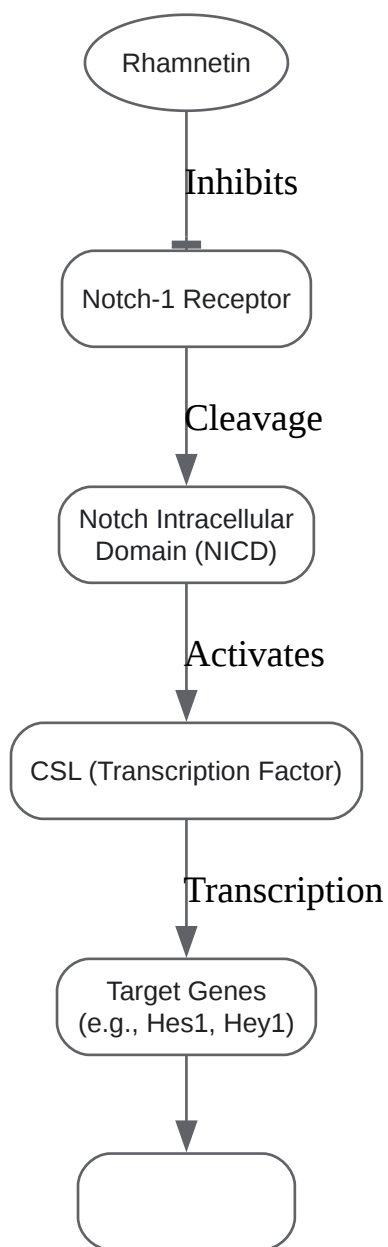 Rhamnetin
Inhibits
Notch-1 Receptor
Cleavage
Notch Intracellular
Domain (NICD)
Activates
CSL (Transcription Factor)
Transcription
Target Genes
(e.g., Hes1, Hey1)